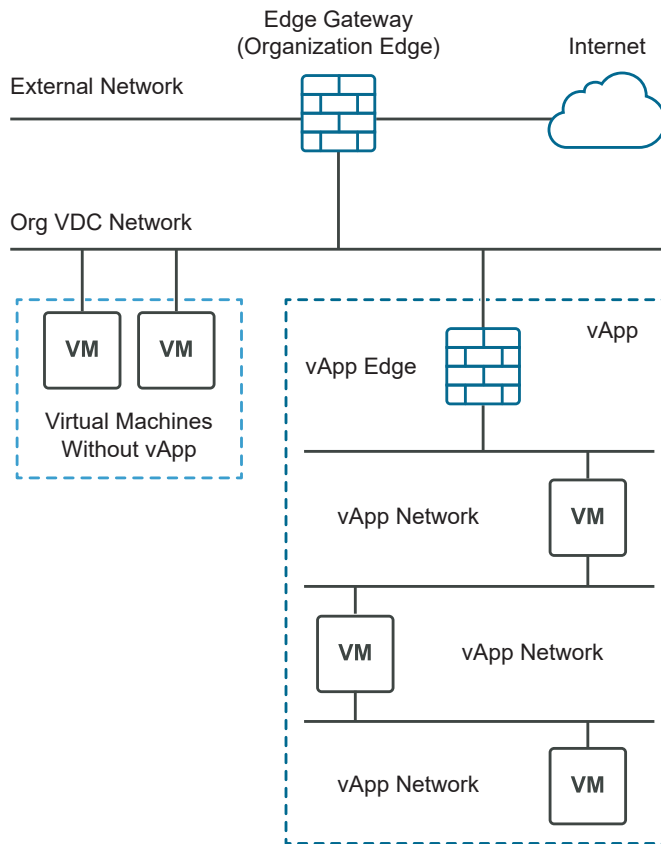 Edge Gateway
(Organization Edge)
Internet
External Network
Org VDC Network
VM
VM
Virtual Machines
Without vApp
vApp
vApp Edge
vApp Network
VM
VM
vApp Network
vApp Network
VM